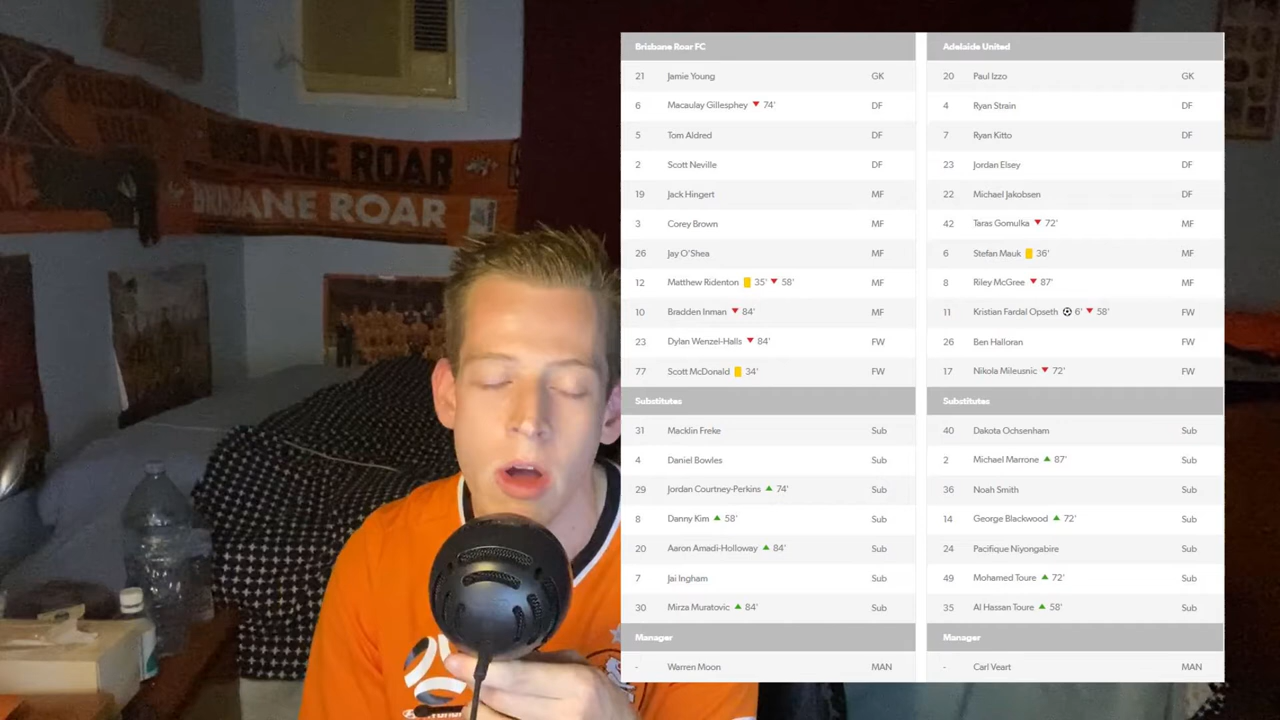 BRISBANE
ROAR
BRISBANE ROAR
BRISBANE ROAR
Brisbane Roar FC
21 Jamie Young GK
6 Macaulay Gillesphey 74'
DF
5 Tom Aldred DF
2 Scott Neville DF
19 Jack Hingert MF
3 Corey Brown MF
26 Jay O'Shea MF
12 Matthew Ridenton 35' 58' MF
10 Bradden Inman 84' MF
23 Dylan Wenzel-Halls 84' FW
77 Scott McDonald 34' FW
Substitutes
31 Macklin Freke Sub
4 Daniel Bowles Sub
29 Jordan Courtney-Perkins 74' Sub
8 Danny Kim 58' Sub
20 Aaron Amadi-Holloway 84' Sub
7 Jai Ingham Sub
30 Mirza Muratovic 84' Sub
Manager
- Warren Moon MAN
Adelaide United
20 Paul Izzo GK
4 Ryan Strain DF
7 Ryan Kitto DF
23 Jordan Elsey DF
22 Michael Jakobsen DF
42 Taras Gomulka 72' MF
6 Stefan Mauk 36' MF
8 Riley McGree 87' MF
11 Kristian Fardal Opseth 6' 58' FW
26 Ben Halloran FW
17 Nikola Mileusnic 72' FW
Substitutes
40 Dakota Ochsenham Sub
2 Michael Marrone 87' Sub
36 Noah Smith Sub
14 George Blackwood 72' Sub
24 Pacifique Niyongabire Sub
49 Mohamed Toure 72' Sub
35 Al Hassan Toure 58' Sub
Manager
- Carl Veart MAN